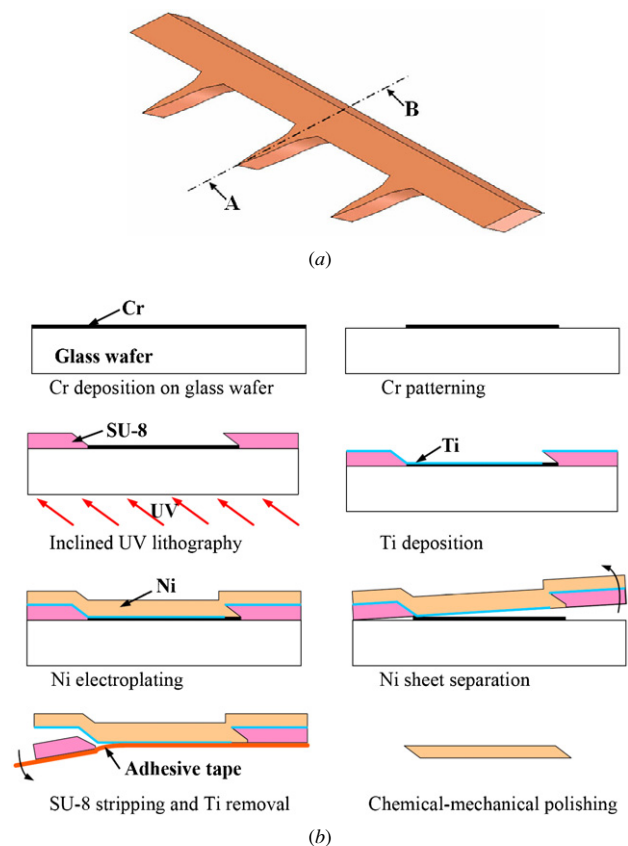 B
A
(a)
Cr
Glass wafer
Cr deposition on glass wafer
Cr patterning
SU-8
Ti
UV
Inclined UV lithography
Ti deposition
Ni
Ni electroplating
Ni sheet separation
Adhesive tape
SU-8 stripping and Ti removal
Chemical-mechanical polishing
(b)